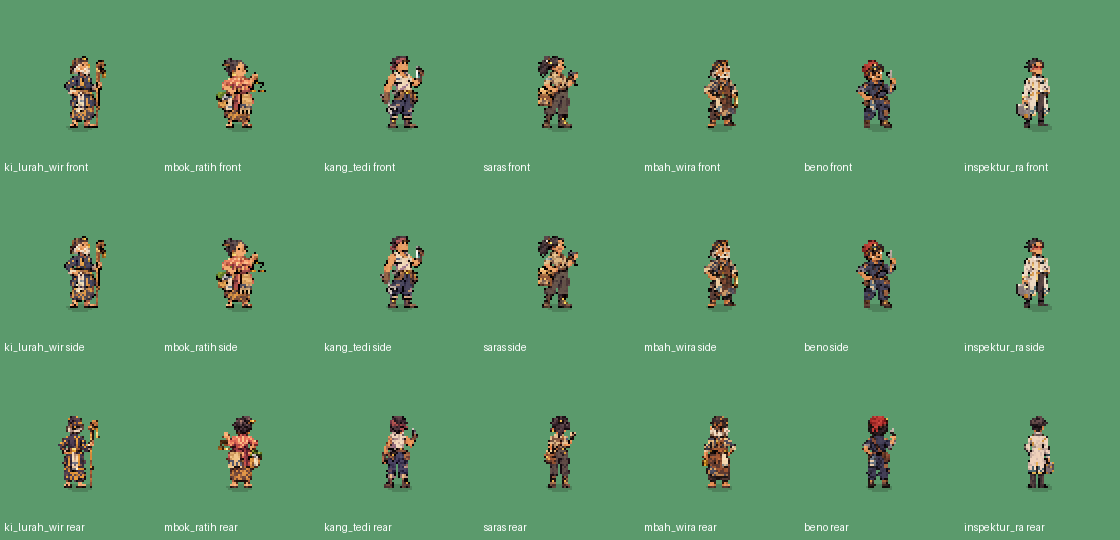 ki_lurah_wir front
mbok_ratih front
kang_tedi front
saras front
mbah_wira front
beno front
inspektur_ra front
ki_lurah_wir side
mbok_ratih side
kang_tedi side
saras side
mbah_wira side
beno side
inspektur_ra side
ki_lurah_wir rear
mbok_ratih rear
kang_tedi rear
saras rear
mbah_wira rear
beno rear
inspektur_ra rear